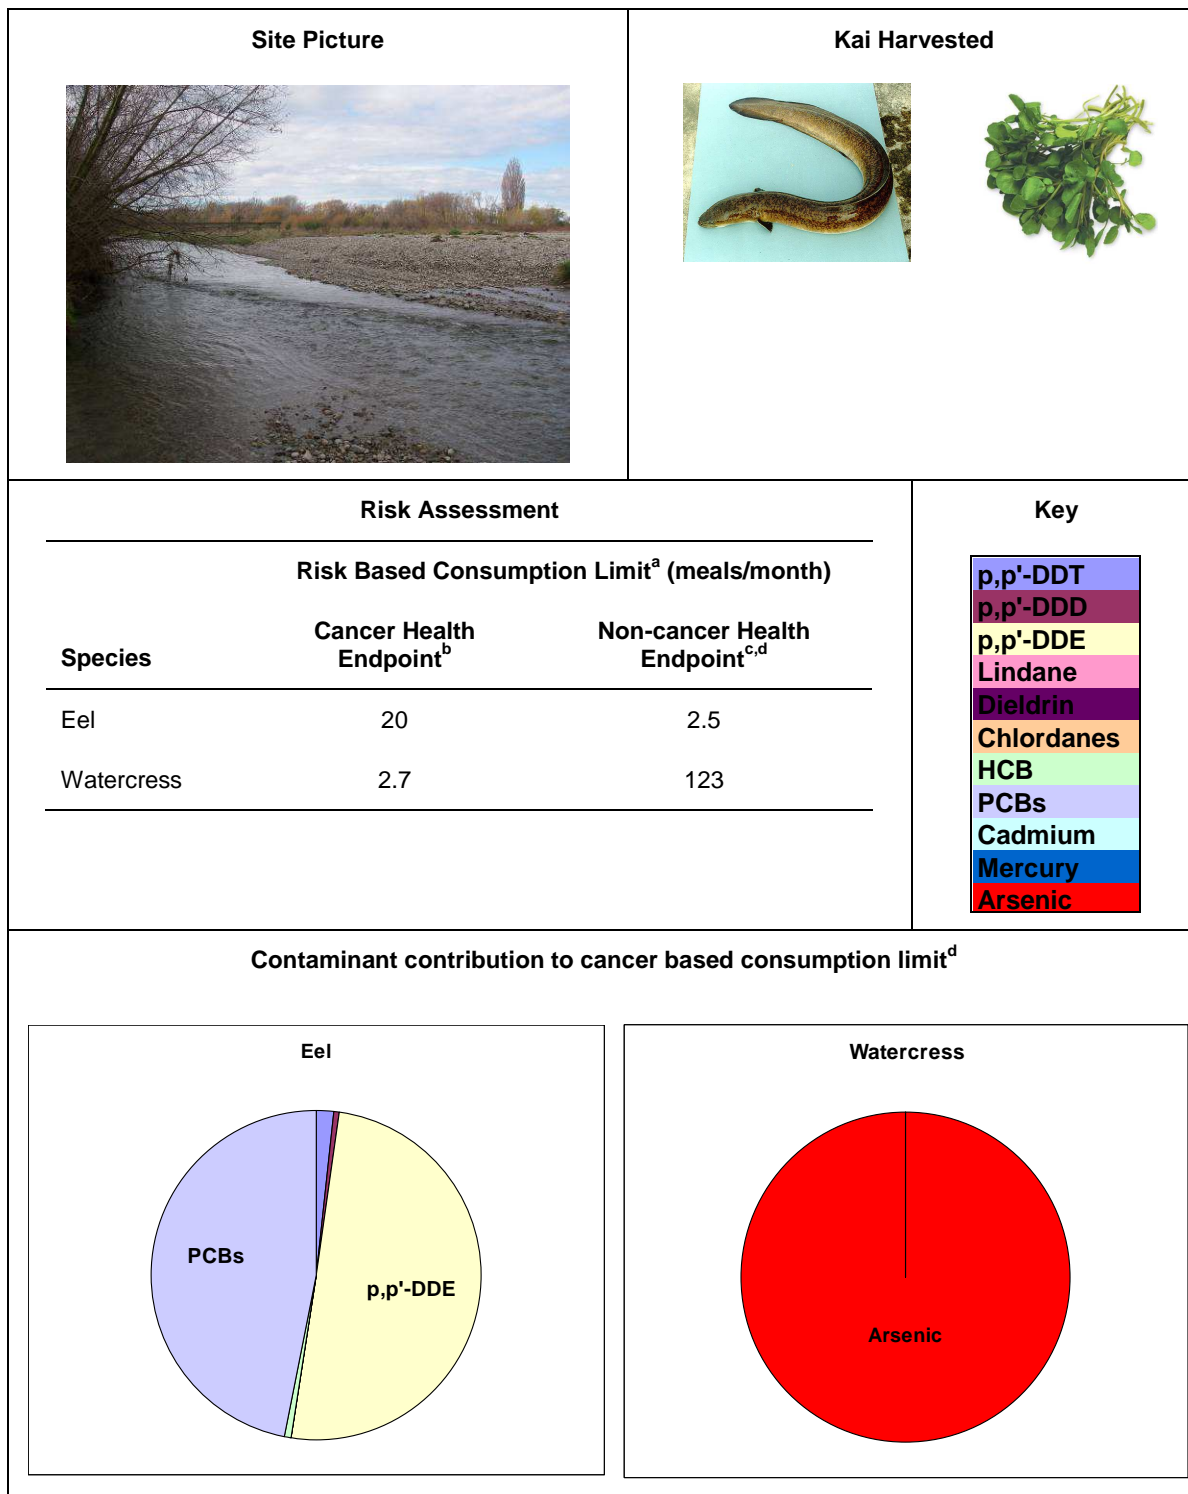 Site Picture
Kai Harvested
Risk Assessment
Risk Based Consumption Limit^a (meals/month)
Species
Cancer Health
Endpoint^b
Non-cancer Health
Endpoint^c,d
Eel 20 2.5
Watercress 2.7 123
Key
p,p'-DDT
p,p'-DDD
p,p'-DDE
Lindane
Dieldrin
Chlordanes
HCB
PCBs
Cadmium
Mercury
Arsenic
Contaminant contribution to cancer based consumption limit^d
Eel
PCBs
p,p'-DDE
Watercress
Arsenic